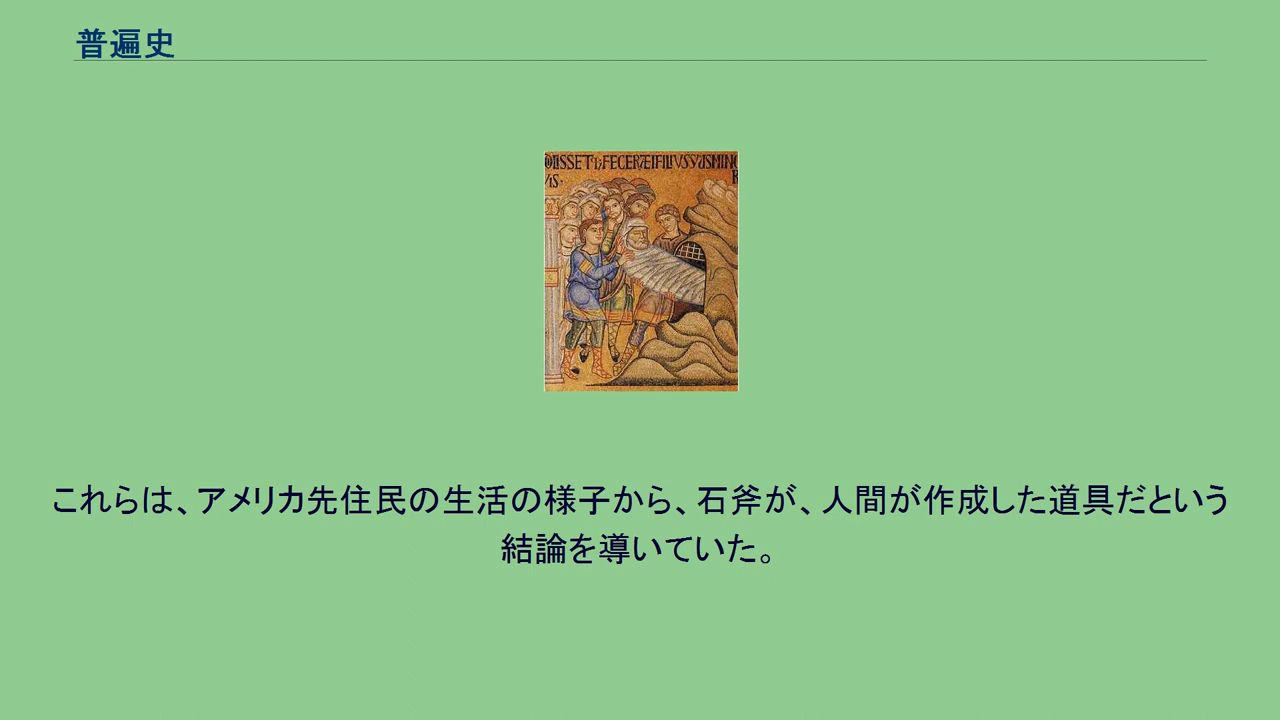 普遍史
これらは、アメリカ先住民の生活の様子から、石斧が、人間が作成した道具だという
結論を導いていた。